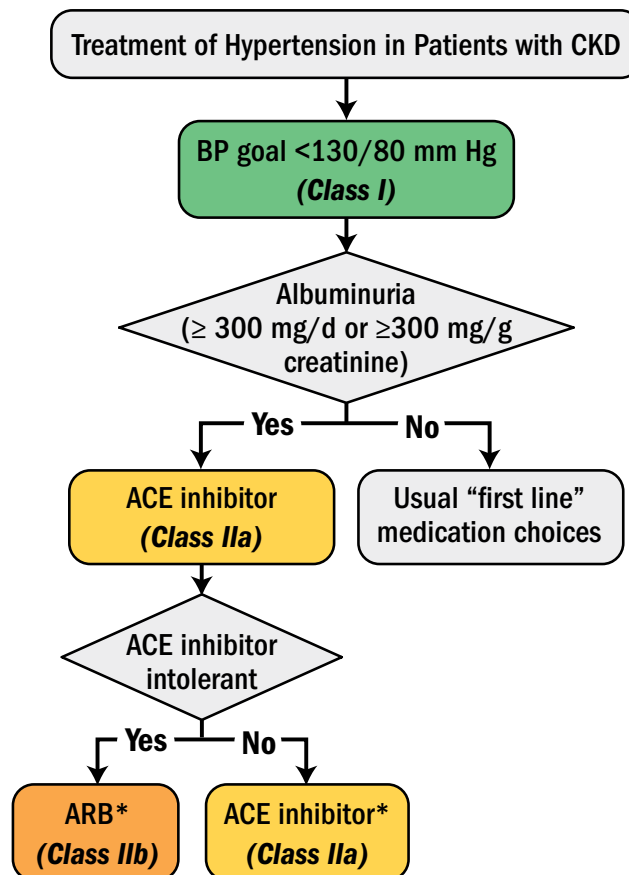 Treatment of Hypertension in Patients with CKD
BP goal <130/80 mm Hg
(Class I)
Albuminuria
(≥ 300 mg/d or ≥300 mg/g
creatinine)
Yes
No
ACE inhibitor
(Class IIa)
Usual “first line”
medication choices
ACE inhibitor
intolerant
Yes
No
ARB*
(Class IIb)
ACE inhibitor*
(Class IIa)